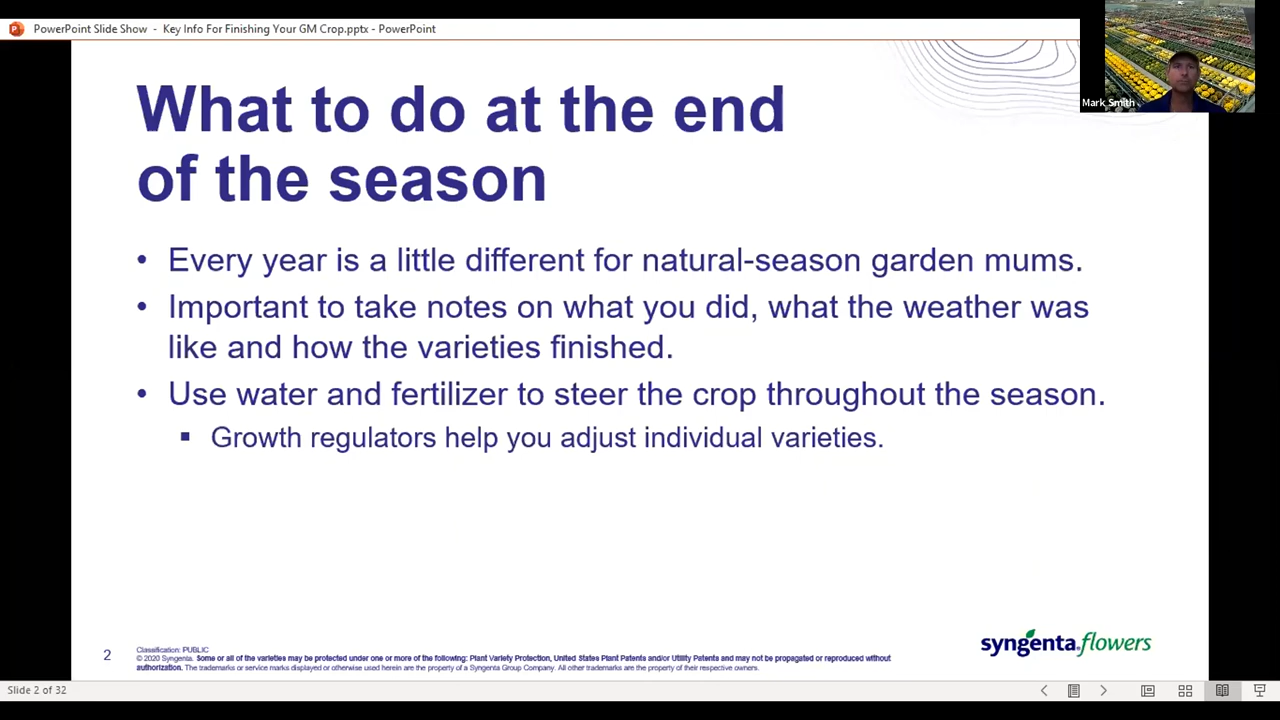 PowerPoint Slide Show - Key Info For Finishing Your GM Crop.pptx - PowerPoint
Mark Smith
What to do at the end
of the season
• Every year is a little different for natural-season garden mums.
• Important to take notes on what you did, what the weather was
like and how the varieties finished.
• Use water and fertilizer to steer the crop throughout the season.
▪ Growth regulators help you adjust individual varieties.
2
Classification: PUBLIC
© 2020 Syngenta. Some or all of the varieties may be protected under one or more of the following: Plant Variety Protection, United States Plant Patents and/or Utility Patents and may not be propagated or reproduced without
authorization. The trademarks or service marks displayed or otherwise used herein are the property of a Syngenta Group Company. All other trademarks are the property of their respective owners.
syngenta.flowers
Slide 2 of 32